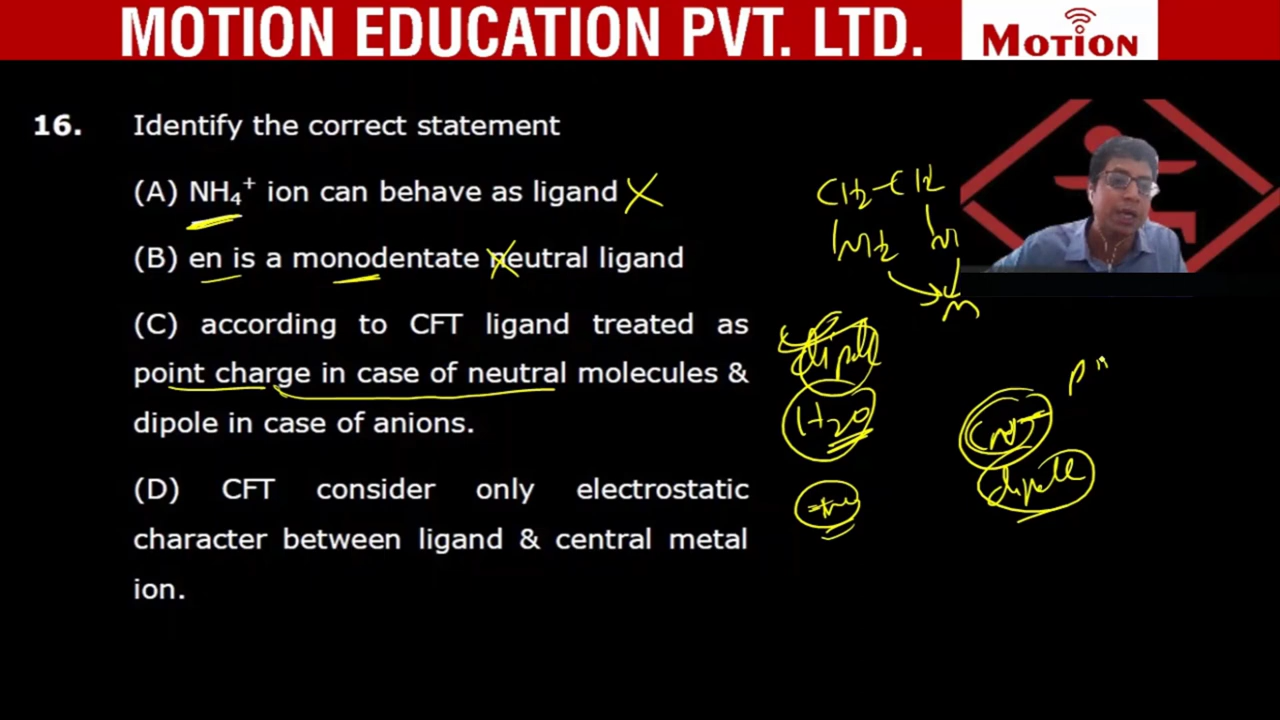 MOTION EDUCATION PVT. LTD.
MOTION
16. Identify the correct statement
(A) NH₄⁺ ion can behave as ligand
(B) en is a monodentate neutral ligand
(C) according to CFT ligand treated as
point charge in case of neutral molecules &
dipole in case of anions.
(D) CFT consider only electrostatic
character between ligand & central metal
ion.
CH₂-CH₂
NH₂ N
M
dipole
H₂O
dipole